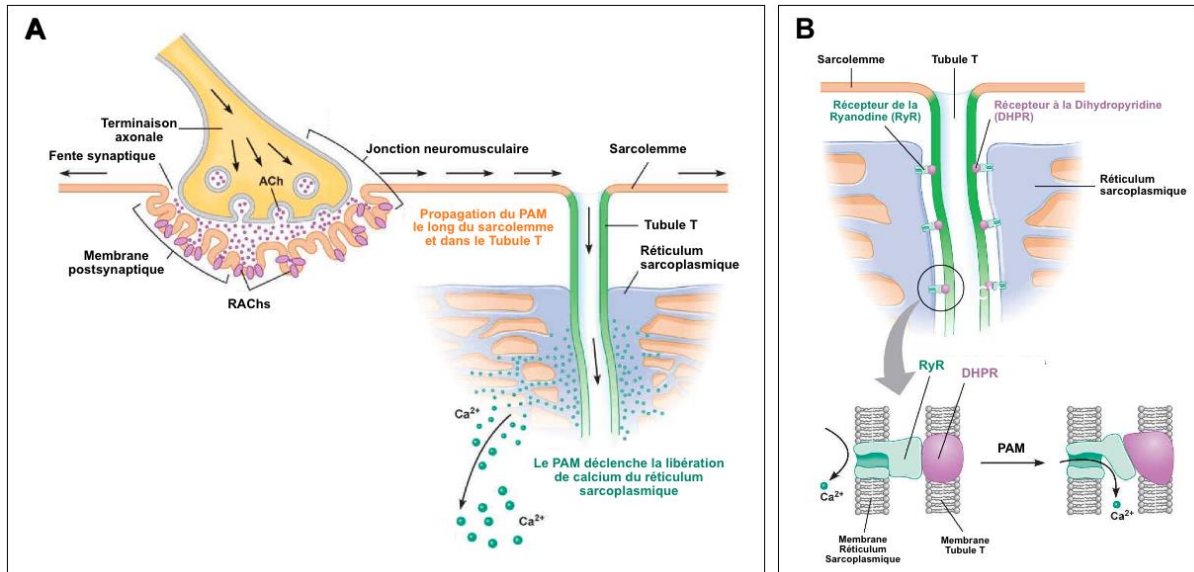 A
Terminaison
axonale
Fente synaptique
ACh
Jonction neuromusculaire
Sarcolemme
Propagation du PAM
le long du sarcolemme
et dans le Tubule T
Tubule T
Membrane
postsynaptique
Réticulum
sarcoplasmique
RAChs
Ca2+
Le PAM déclenche la libération
de calcium du réticulum
sarcoplasmique
Ca2+
B
Sarcolemme
Tubule T
Récepteur de la
Ryanodine (RyR)
Récepteur à la Dihydropyridine
(DHPR)
Réticulum
sarcoplasmique
RyR
DHPR
PAM
Ca2+
Ca2+
Membrane
Réticulum
Sarcoplasmique
Membrane
Tubule T